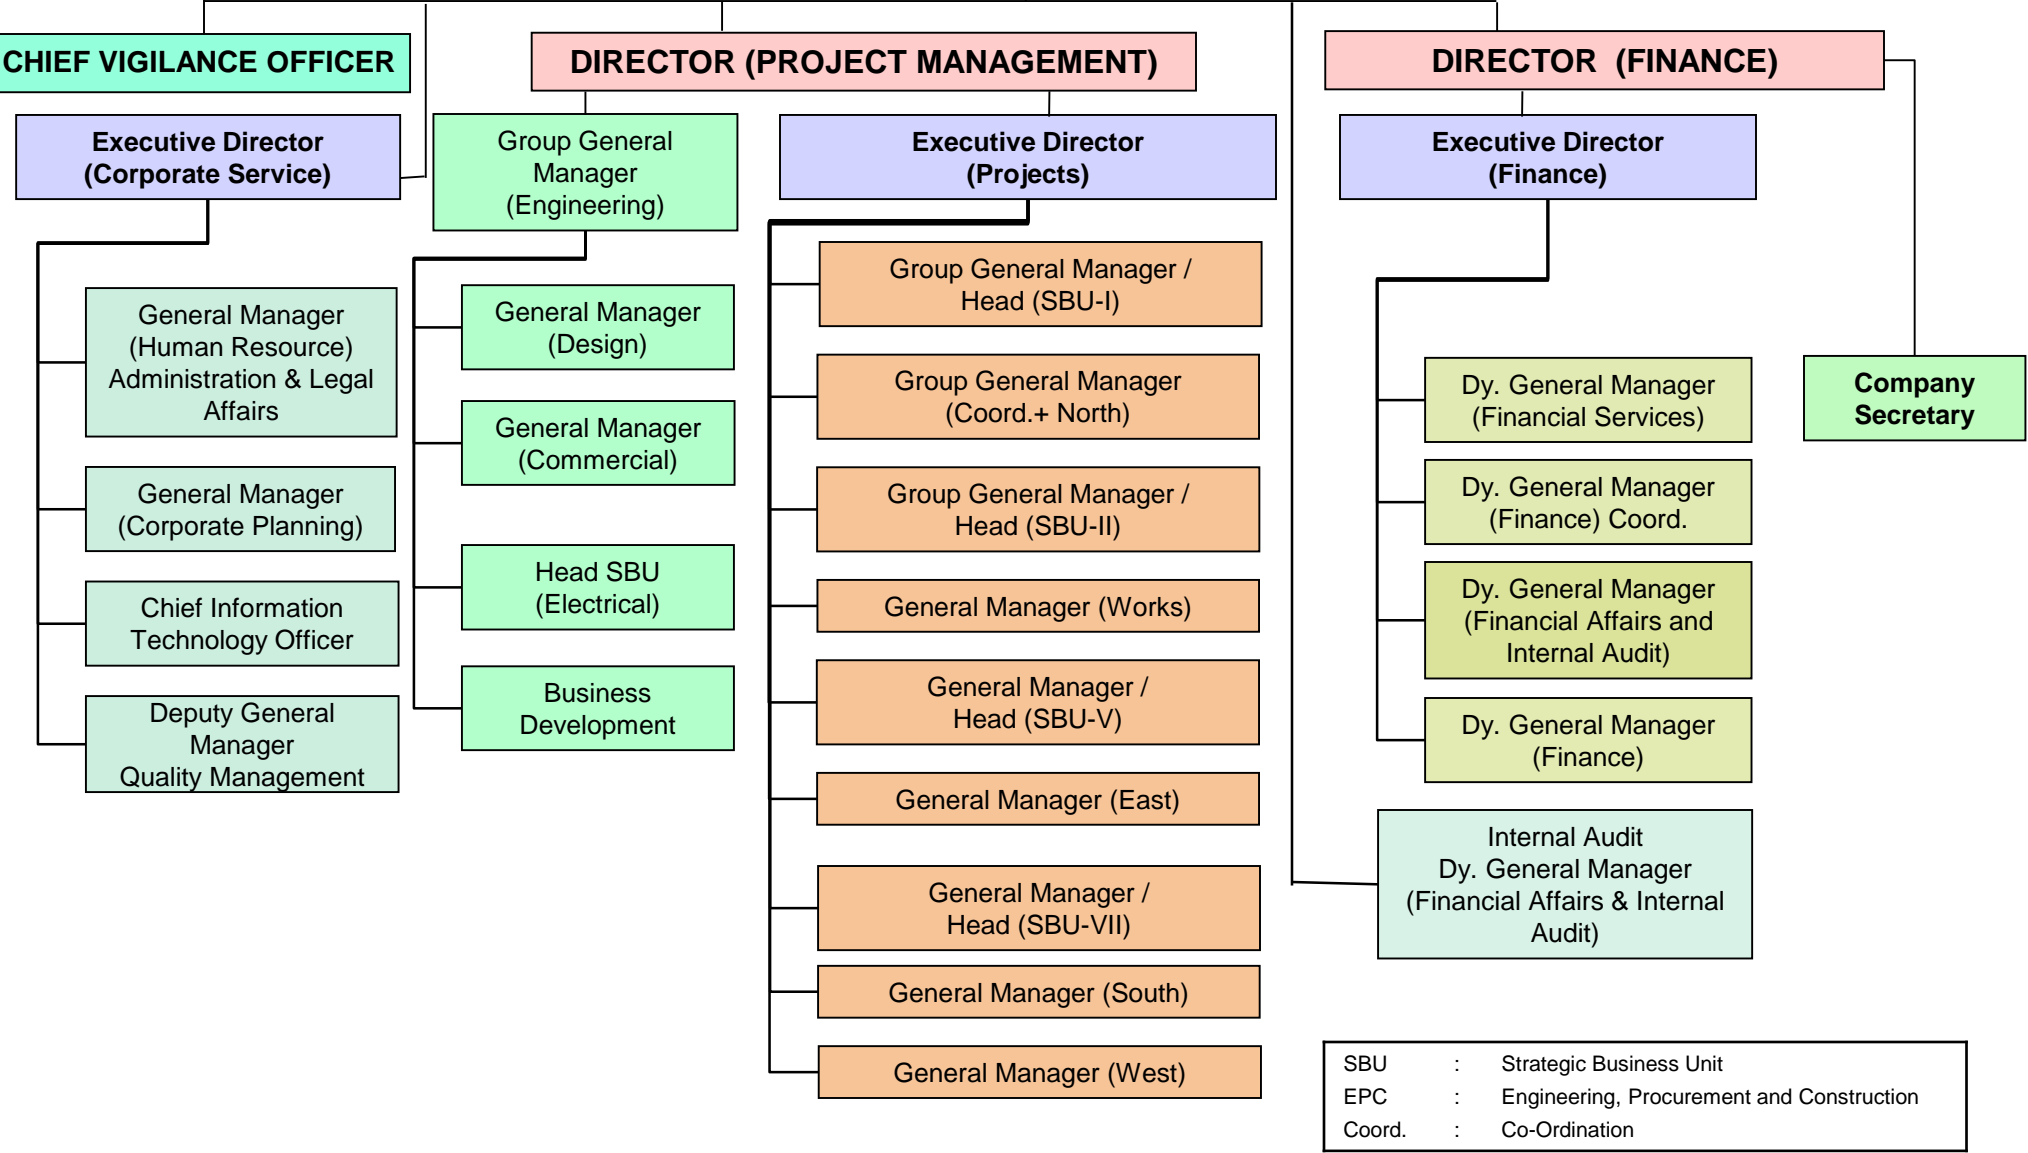 CHIEF VIGILANCE OFFICER
DIRECTOR (PROJECT MANAGEMENT)
DIRECTOR (FINANCE)
Executive Director
(Corporate Service)
General Manager
(Human Resource)
Administration & Legal
Affairs
General Manager
(Corporate Planning)
Chief Information
Technology Officer
Deputy General
Manager
Quality Management
Group General
Manager
(Engineering)
General Manager
(Design)
General Manager
(Commercial)
Head SBU
(Electrical)
Business
Development
Executive Director
(Projects)
Group General Manager /
Head (SBU-I)
Group General Manager
(Coord.+ North)
Group General Manager /
Head (SBU-II)
General Manager (Works)
General Manager /
Head (SBU-V)
General Manager (East)
General Manager /
Head (SBU-VII)
General Manager (South)
General Manager (West)
Executive Director
(Finance)
Dy. General Manager
(Financial Services)
Dy. General Manager
(Finance) Coord.
Dy. General Manager
(Financial Affairs and
Internal Audit)
Dy. General Manager
(Finance)
Internal Audit
Dy. General Manager
(Financial Affairs & Internal
Audit)
Company
Secretary
SBU : Strategic Business Unit
EPC : Engineering, Procurement and Construction
Coord. : Co-Ordination